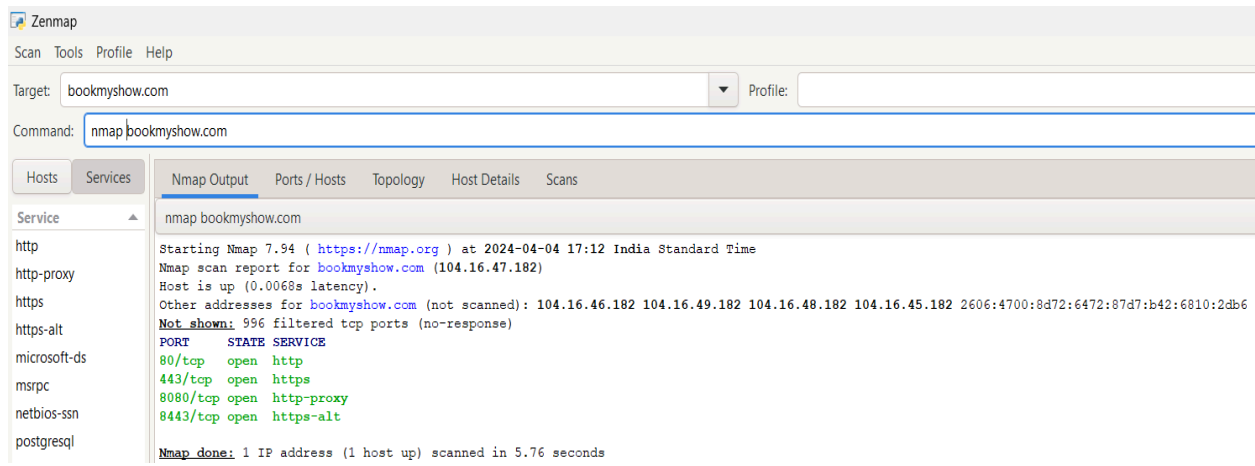 Zenmap
Scan Tools Profile Help
Target: bookmyshow.com Profile:
Command: nmap bookmyshow.com
Hosts Services Nmap Output Ports / Hosts Topology Host Details Scans
Service nmap bookmyshow.com
http
http-proxy
https
https-alt
microsoft-ds
msrpc
netbios-ssn
postgresql
Starting Nmap 7.94 ( https://nmap.org ) at 2024-04-04 17:12 India Standard Time
Nmap scan report for bookmyshow.com (104.16.47.182)
Host is up (0.0068s latency).
Other addresses for bookmyshow.com (not scanned): 104.16.46.182 104.16.49.182 104.16.48.182 104.16.45.182 2606:4700:8d72:6472:87d7:b42:6810:2db6
Not shown: 996 filtered tcp ports (no-response)
PORT STATE SERVICE
80/tcp open http
443/tcp open https
8080/tcp open http-proxy
8443/tcp open https-alt
Nmap done: 1 IP address (1 host up) scanned in 5.76 seconds